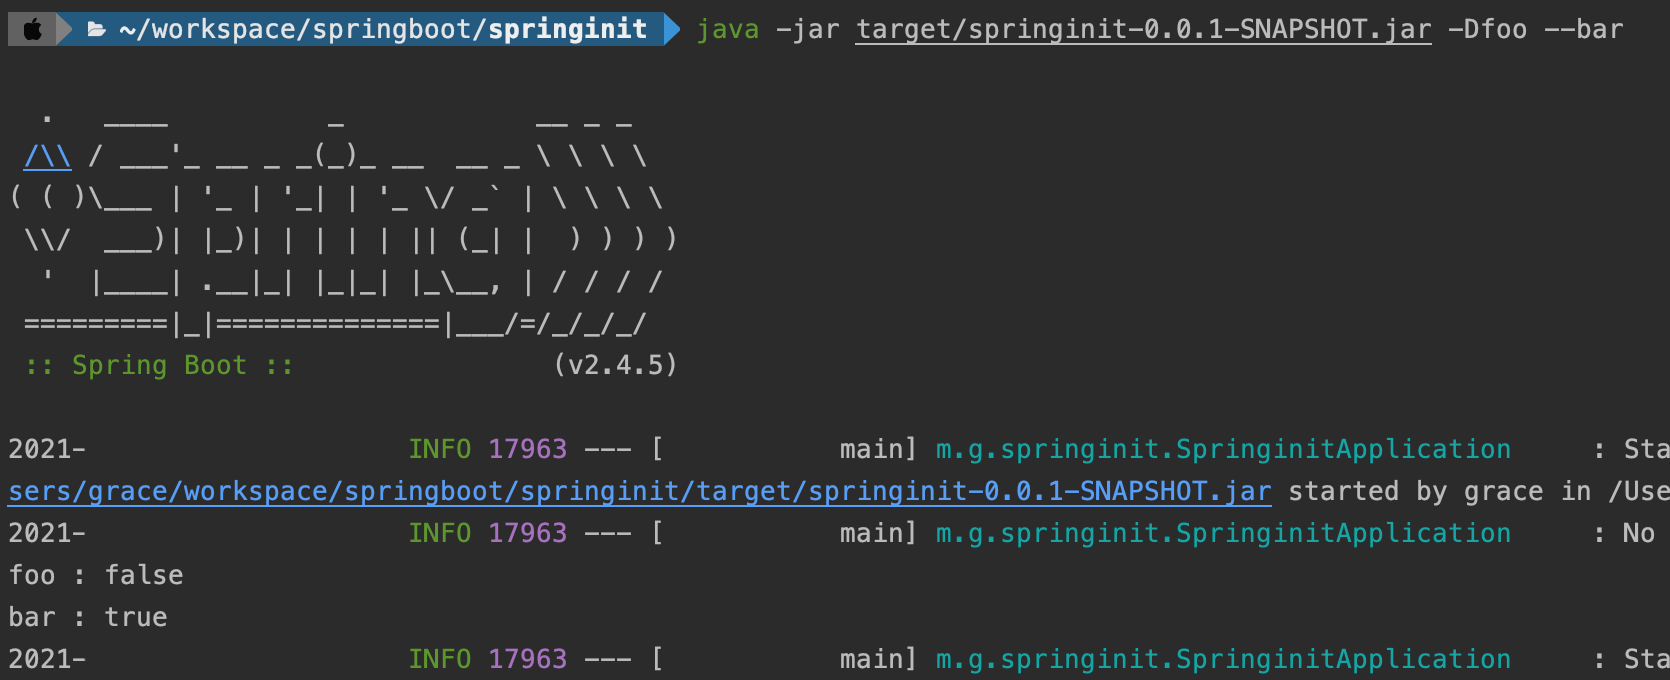 ~/workspace/springboot/springinit java -jar target/springinit-0.0.1-SNAPSHOT.jar -Dfoo --bar
  .   ____          _            __ _ _
 /\\ / ___'_ __ _ _(_)_ __  __ _ \ \ \ \
( ( )\___ | '_ | '_| | '_ \/ _` | \ \ \ \
 \\/  ___)| |_)| | | | | || (_| |  ) ) ) )
  '  |____| .__|_| |_|_| |_\__, | / / / /
 =========|_|==============|___/=/_/_/_/
 :: Spring Boot ::                (v2.4.5)
2021- INFO 17963 --- [           main] m.g.springinit.SpringinitApplication     : Sta
sers/grace/workspace/springboot/springinit/target/springinit-0.0.1-SNAPSHOT.jar started by grace in /Use
2021- INFO 17963 --- [           main] m.g.springinit.SpringinitApplication     : No
foo : false
bar : true
2021- INFO 17963 --- [           main] m.g.springinit.SpringinitApplication     : Sta